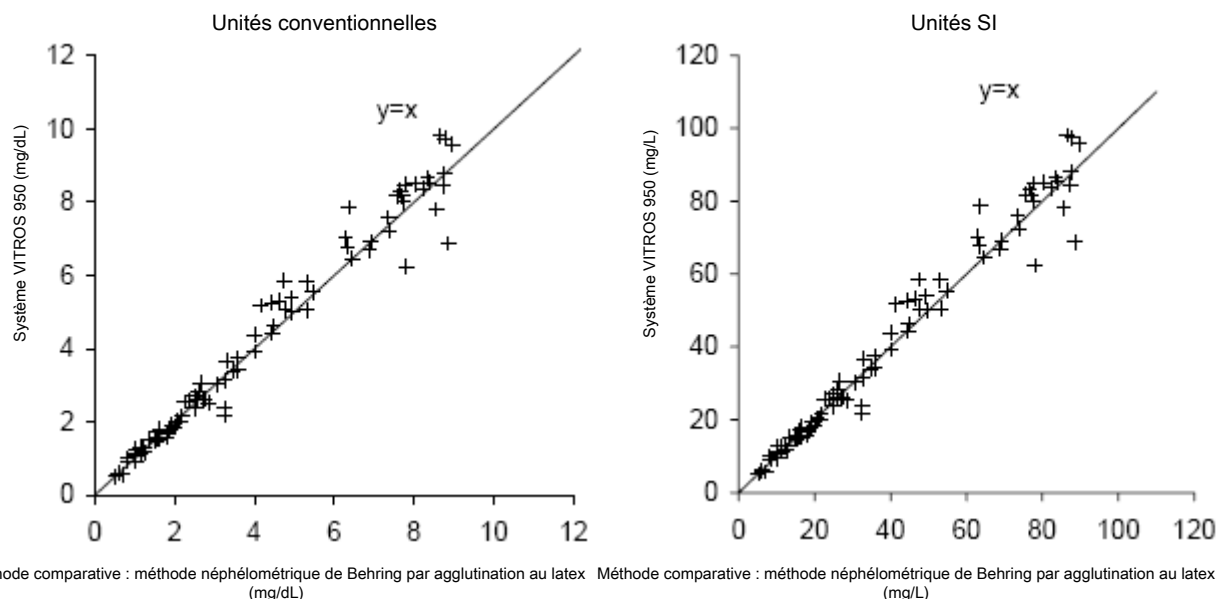 Unités conventionnelles
12
10
8
6
4
2
0
y=x
Système VITROS 950 (mg/dL)
0 2 4 6 8 10 12
ode comparative : méthode néphélométrique de Behring par agglutination au latex
(mg/dL)
Unités SI
120
100
80
60
40
20
0
y=x
Système VITROS 950 (mg/L)
0 20 40 60 80 100 120
Méthode comparative : méthode néphélométrique de Behring par agglutination au latex
(mg/L)